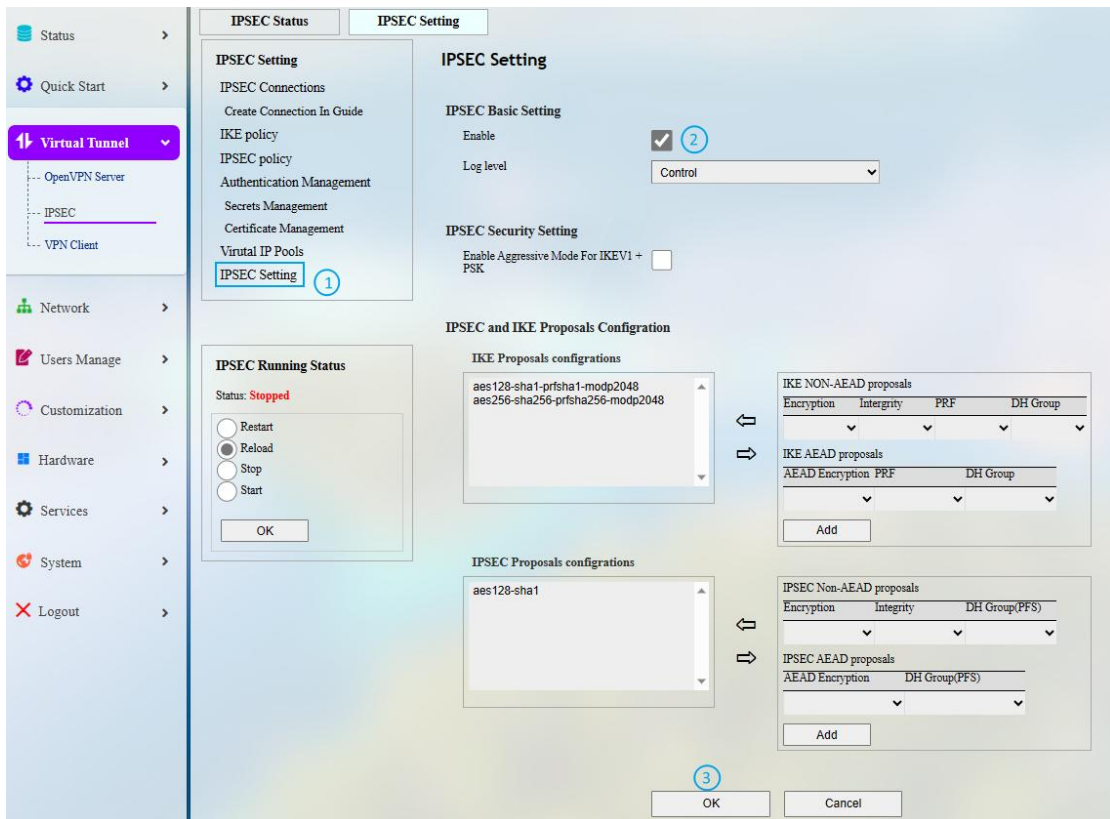 Status
Quick Start
Virtual Tunnel
OpenVPN Server
IPSEC
VPN Client
Network
Users Manage
Customization
Hardware
Services
System
Logout
IPSEC Status
IPSEC Setting
IPSEC Setting
IPSEC Connections
Create Connection In Guide
IKE policy
IPSEC policy
Authentication Management
Secrets Management
Certificate Management
Virutal IP Pools
IPSEC Setting
1
IPSEC Running Status
Status: Stopped
Restart
Reload
Stop
Start
OK
IPSEC Setting
IPSEC Basic Setting
Enable
2
Log level
Control
IPSEC Security Setting
Enable Aggressive Mode For IKEV1 +
PSK
IPSEC and IKE Proposals Configration
IKE Proposals configrations
aes128-sha1-prfsha1-modp2048
aes256-sha256-prfsha256-modp2048
IKE NON-AEAD proposals
Encryption Intergrity PRF DH Group
IKE AEAD proposals
AEAD Encryption PRF DH Group
Add
IPSEC Proposals configrations
aes128-sha1
IPSEC Non-AEAD proposals
Encryption Integrity DH Group(PFS)
IPSEC AEAD proposals
AEAD Encryption DH Group(PFS)
Add
3
OK
Cancel